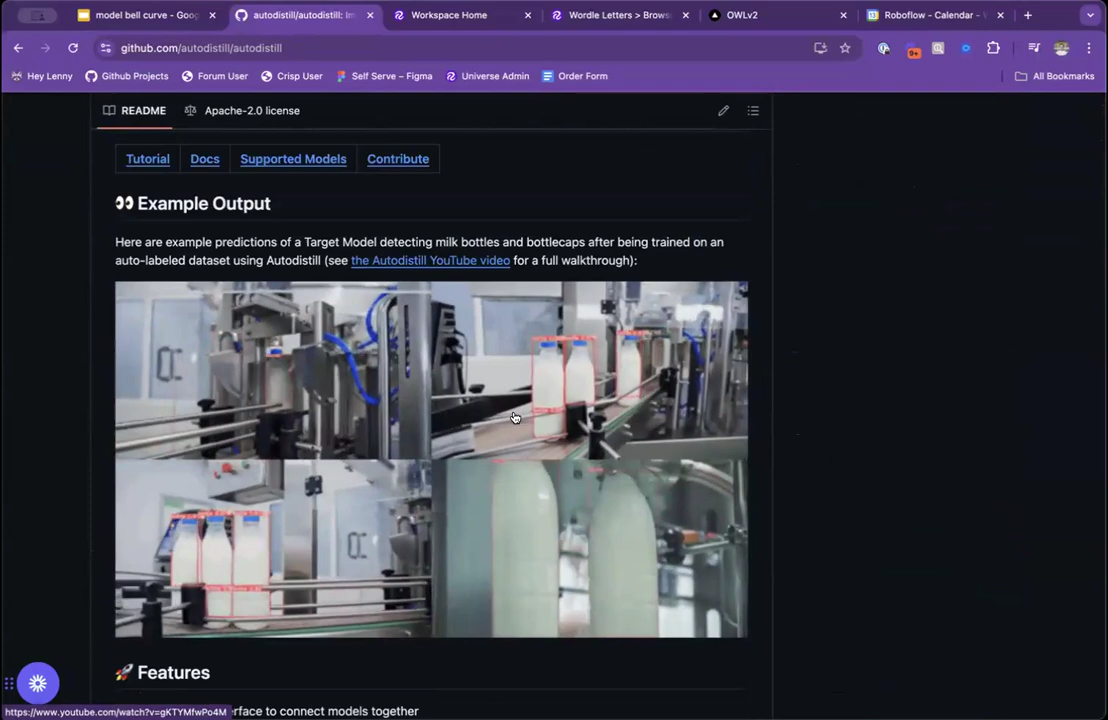 model bell curve - Goog
autodistill/autodistill: Im
Workspace Home
Wordle Letters > Brows
OWLv2
Roboflow - Calendar - W
github.com/autodistill/autodistill
9+
Hey Lenny
Github Projects
Forum User
Crisp User
Self Serve – Figma
Universe Admin
Order Form
All Bookmarks
README
Apache-2.0 license
Tutorial
Docs
Supported Models
Contribute
Example Output
Here are example predictions of a Target Model detecting milk bottles and bottlecaps after being trained on an
auto-labeled dataset using Autodistill (see the Autodistill YouTube video for a full walkthrough):
Features
https://www.youtube.com/watch?v=gKTYMfwPo4M
erface to connect models together